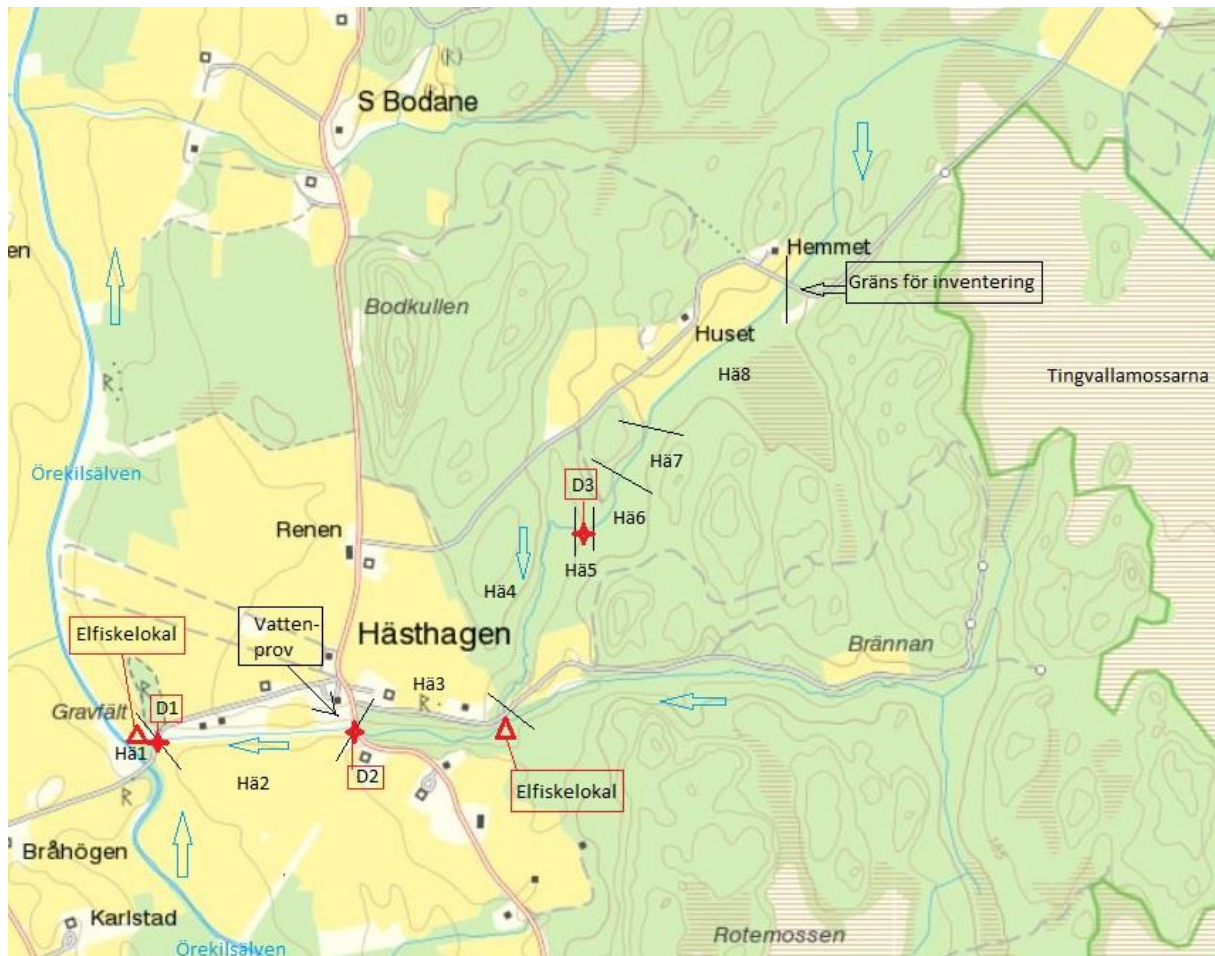 (R)
R
S Bodane
en
Hemmet
Gräns för inventering
Bodkullen
Huset
Hä8
Tingvallamossarna
R
Hä7
Örekilsälven
D3
Hä6
Renen
Hä5
Hä4
Vatten-
prov
Elfiskelokal
Hästhagen
Brännan
Hä3
R
R
Gravfält
D1
Hä1
Hä2
D2
Elfiskelokal
R
Bråhögen
Karlstad
Rotemossen
Örekilsälven